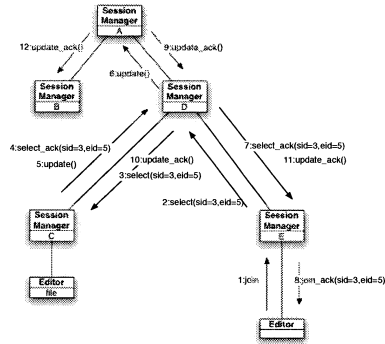 Session
Manager
A
12:update_ack()
9:update_ack()
6:update()
Session
Manager
B
Session
Manager
D
4:select_ack(sid=3,eid=5)
5:update()
7:select_ack(sid=3,eid=5)
11:update_ack()
10:update_ack()
3:select(sid=3,eid=5)
2:select(sid=3,eid=5)
Session
Manager
C
Session
Manager
E
Editor
file
1:join
8:join_ack(sid=3,eid=5)
Editor